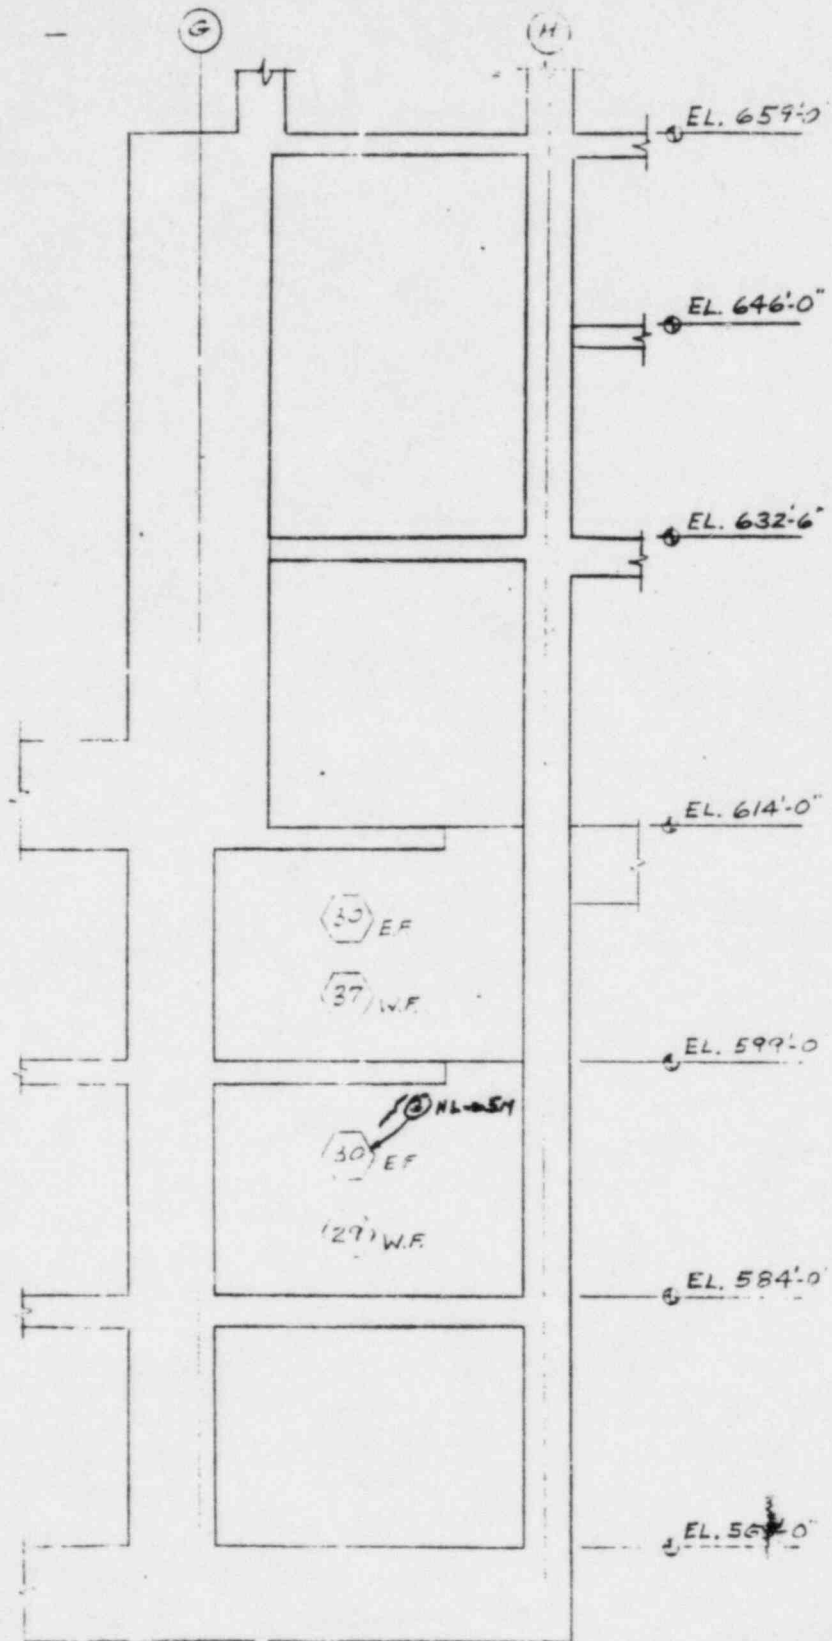 G
H
EL. 659'-0
EL. 646'-0"
EL. 632'-6"
EL. 614'-0"
30 E.F.
37 W.F.
EL. 599'-0
30 E.F
29 W.F.
EL. 584'-0
EL.